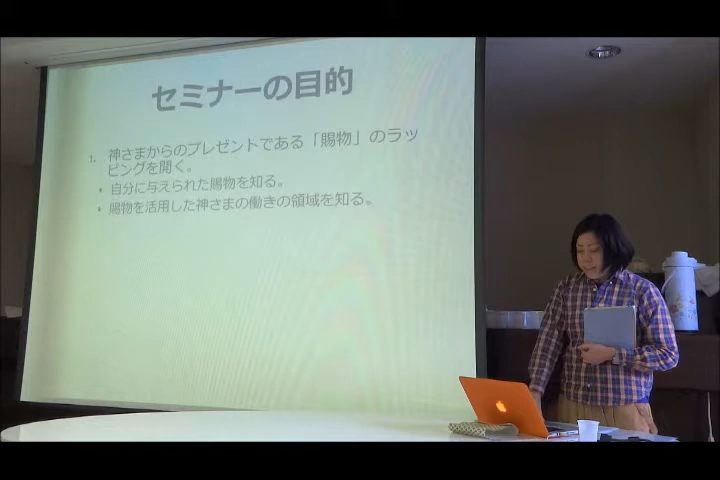 セミナーの目的
1. 神さまからのプレゼントである「賜物」のラッ
ピングを開く。
• 自分に与えられた賜物を知る。
• 賜物を活用した神さまの働きの領域を知る。